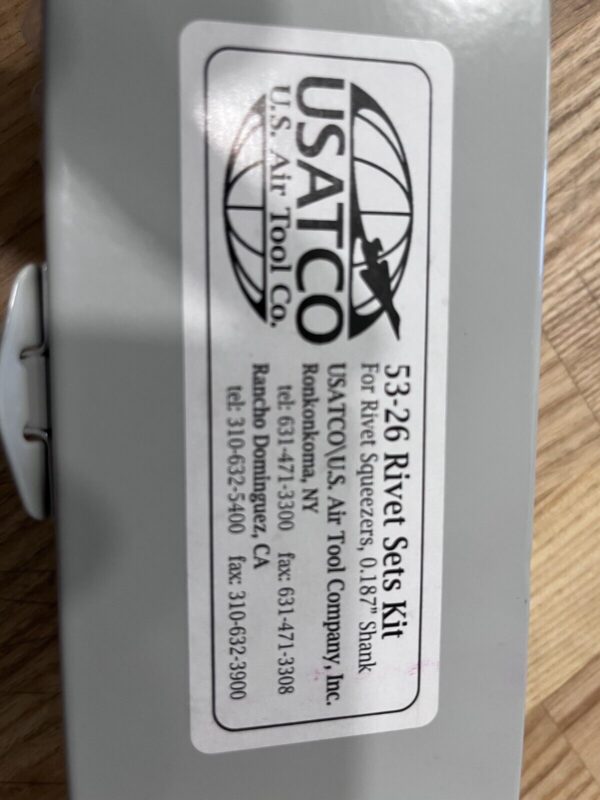 USATCO
U.S. Air Tool Co.
53-26 Rivet Sets Kit
For Rivet Squeezers, 0.187" Shank
USATCO\U.S. Air Tool Company, Inc.
Ronkonkoma, NY
tel: 631-471-3300 fax: 631-471-3308
Rancho Dominguez, CA
tel: 310-632-5400 fax: 310-632-3900